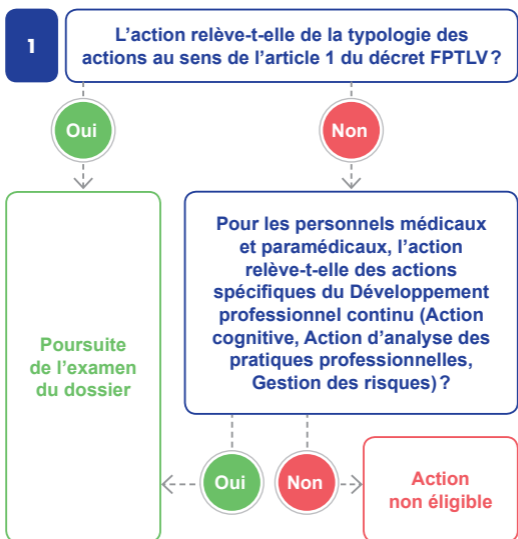 1
L’action relève-t-elle de la typologie des
actions au sens de l’article 1 du décret FPTLV ?
Oui
Non
Pour les personnels médicaux
et paramédicaux, l’action
relève-t-elle des actions
spécifiques du Développement
professionnel continu (Action
cognitive, Action d’analyse des
pratiques professionnelles,
Gestion des risques) ?
Poursuite
de l’examen
du dossier
Oui
Non
Action
non éligible